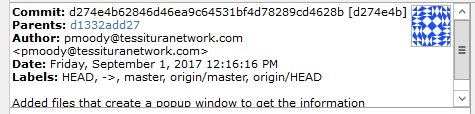 Commit: d274e4b62846d46ea9c64531bf4d78289cd4628b [d274e4b]
Parents: d1332add27
Author: pmoody@tessituranetwork.com
<pmoody@tessituranetwork.com>
Date: Friday, September 1, 2017 12:16:16 PM
Labels: HEAD, ->, master, origin/master, origin/HEAD
Added files that create a popup window to get the information